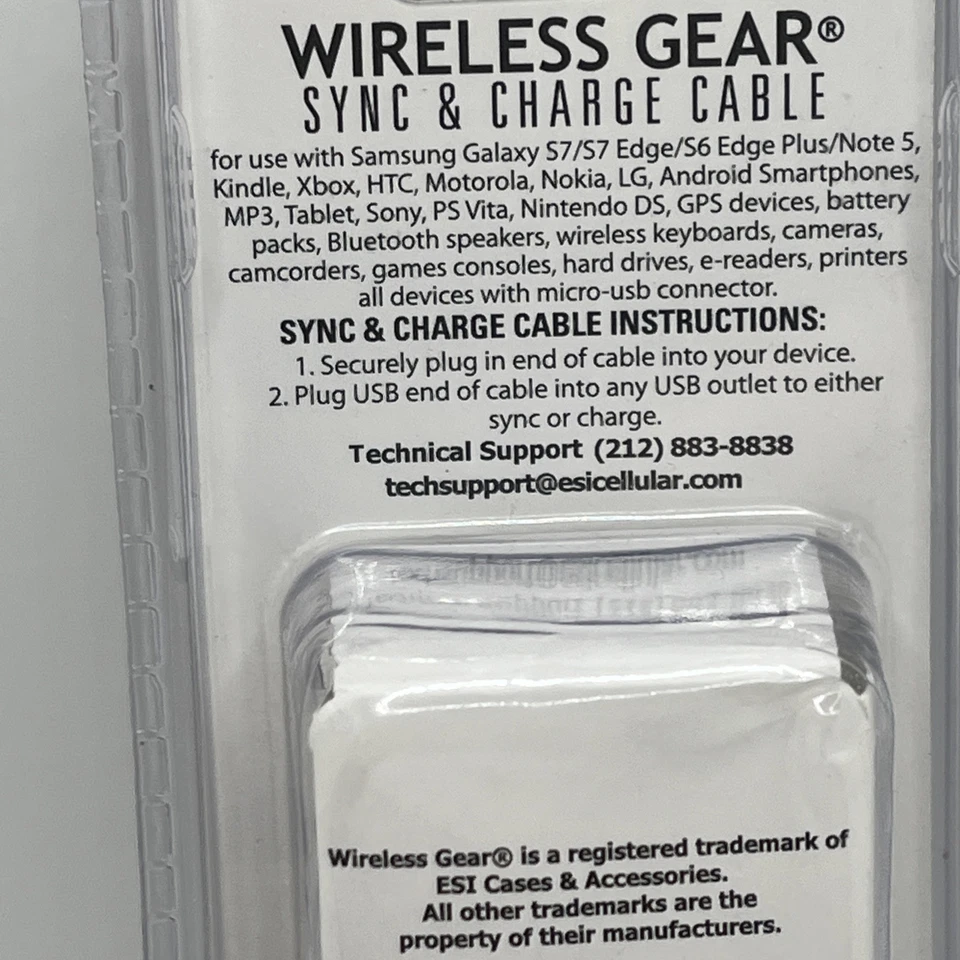 WIRELESS GEAR®
SYNC & CHARGE CABLE
for use with Samsung Galaxy S7/S7 Edge/S6 Edge Plus/Note 5,
Kindle, Xbox, HTC, Motorola, Nokia, LG, Android Smartphones,
MP3, Tablet, Sony, PS Vita, Nintendo DS, GPS devices, battery
packs, Bluetooth speakers, wireless keyboards, cameras,
camcorders, games consoles, hard drives, e-readers, printers
all devices with micro-usb connector.
SYNC & CHARGE CABLE INSTRUCTIONS:
1. Securely plug in end of cable into your device.
2. Plug USB end of cable into any USB outlet to either
sync or charge.
Technical Support (212) 883-8838
techsupport@esicellular.com
Wireless Gear® is a registered trademark of
ESI Cases & Accessories.
All other trademarks are the
property of their manufacturers.